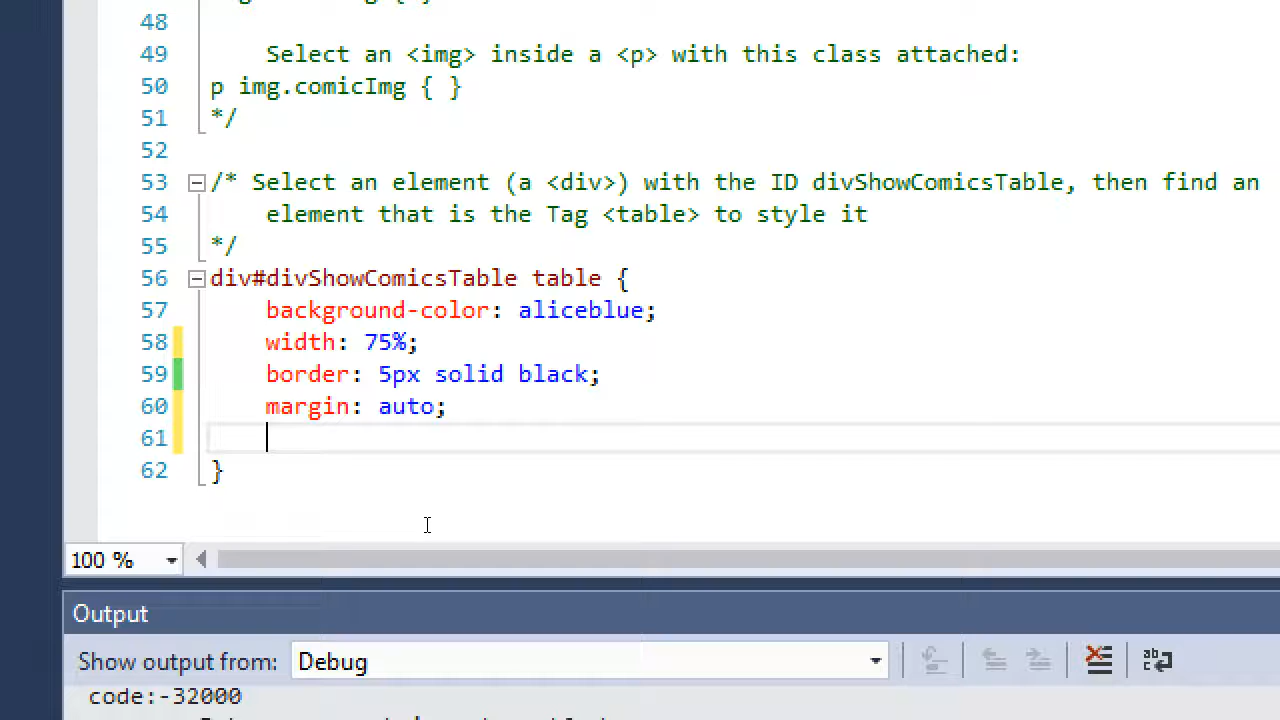 48
49 Select an <img> inside a <p> with this class attached:
50 p img.comicImg { }
51 */
52
53 /* Select an element (a <div>) with the ID divShowComicsTable, then find an
54 element that is the Tag <table> to style it
55 */
56 div#divShowComicsTable table {
57 background-color: aliceblue;
58 width: 75%;
59 border: 5px solid black;
60 margin: auto;
61
62 }
100 %
Output
Show output from: Debug
code:-32000